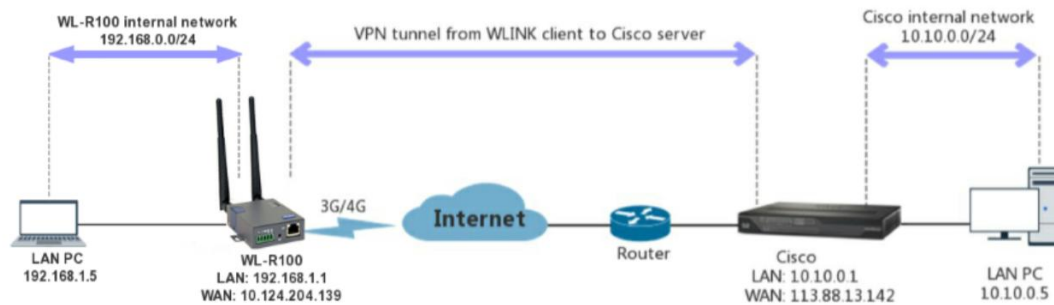 WL-R100 internal network
192.168.0.0/24
VPN tunnel from WLINK client to Cisco server
Cisco internal network
10.10.0.0/24
3G/4G
Internet
LAN PC
192.168.1.5
WL-R100
LAN: 192.168.1.1
WAN: 10.124.204.139
Router
Cisco
LAN: 10.10.0.1
WAN: 113.88.13.142
LAN PC
10.10.0.5